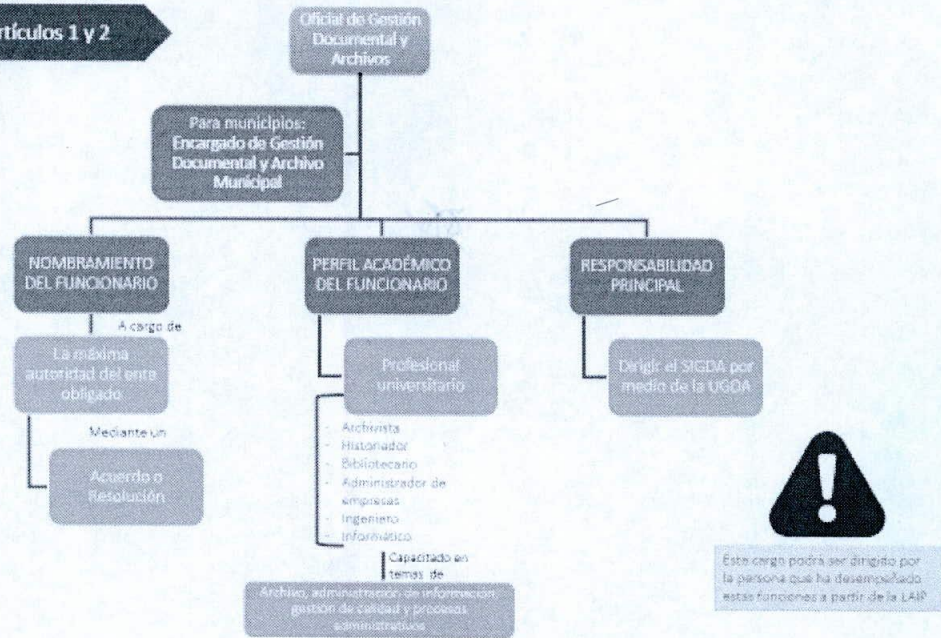 rtículos 1 y 2
Oficial de Gestión
Documental y
Archivos
Para municipios:
Encargado de Gestión
Documental y Archivo
Municipal
NOMBRAMIENTO
DEL FUNCIONARIO
A cargo de
La máxima
autoridad del ente
obligado
Mediante un
Acuerdo o
Resolución
PERFIL ACADÉMICO
DEL FUNCIONARIO
Profesional
universitario
- Archivista
- Historiador
- Bibliotecario
- Administrador de
empresas
- Ingeniero
- Informático
Capacitado en
temas de
Archivo, administración de información,
gestión de calidad y procesos
administrativos
RESPONSABILIDAD
PRINCIPAL
Dirigir el SIGDA por
medio de la UGDA
!
Este cargo podrá ser dirigido por
la persona que ha desempeñado
estas funciones a partir de la LAIP